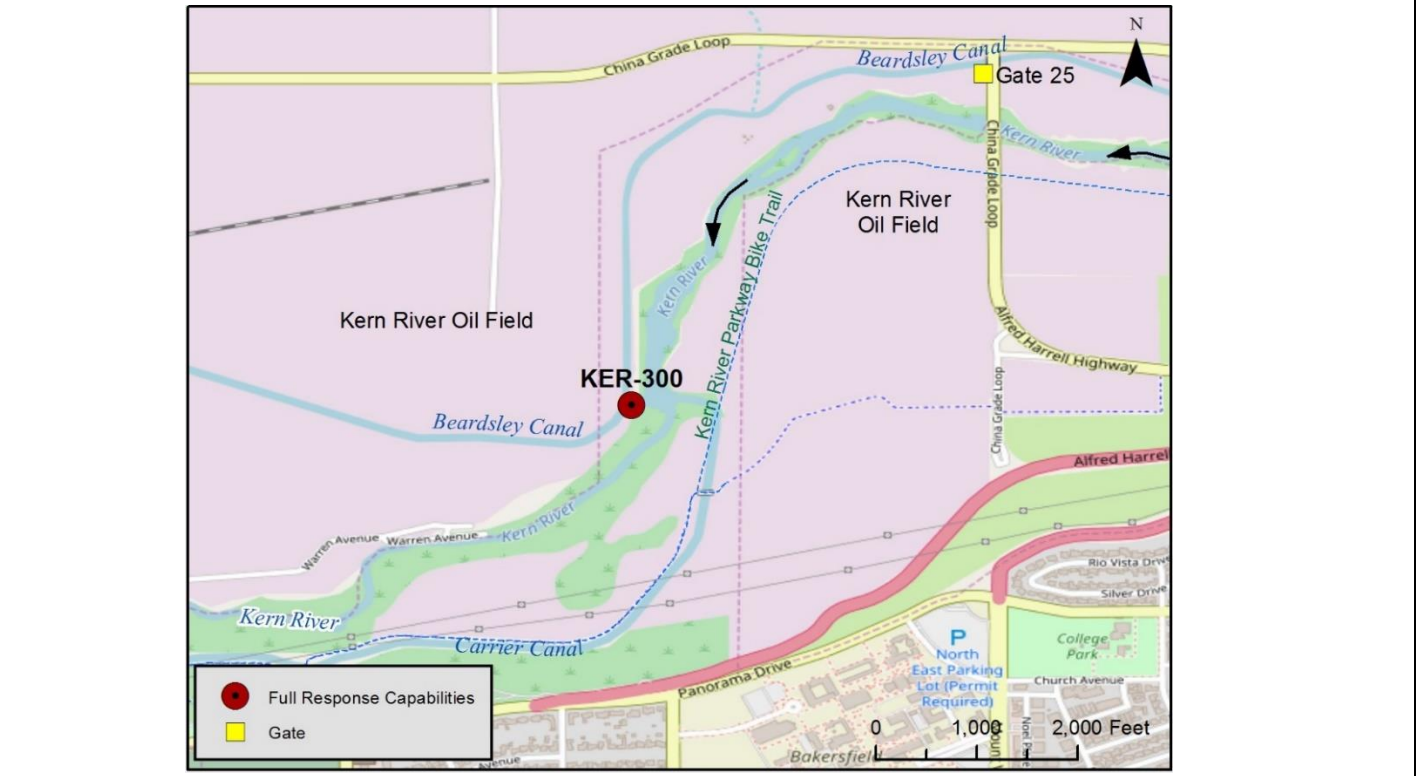 N
China Grade Loop
Beardsley Canal
Gate 25
Kern River
China Grade Loop
Kern River
Oil Field
Kern River Parkway Bike Trail
Kern River
Kern River Oil Field
Alfred Harrell Highway
KER-300
China Grade Loop
Beardsley Canal
Alfred Harrel
Kern River
Warren Avenue
Warren Avenue
Rio Vista Driv
Silver Drive
Kern River
Carrier Canal
P
North
East Parking
Lot (Permit
Required)
College
Park
Panorama Drive
Church Avenue
Full Response Capabilities
Gate
0 1,000 2,000 Feet
Bakersfield
Avenue